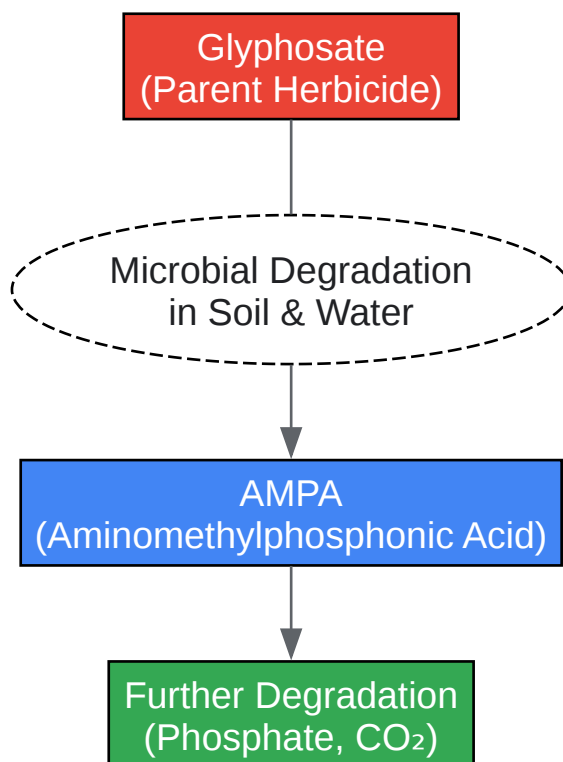 Glyphosate
(Parent Herbicide)
Microbial Degradation
in Soil & Water
AMPA
(Aminomethylphosphonic Acid)
Further Degradation
(Phosphate, CO₂)